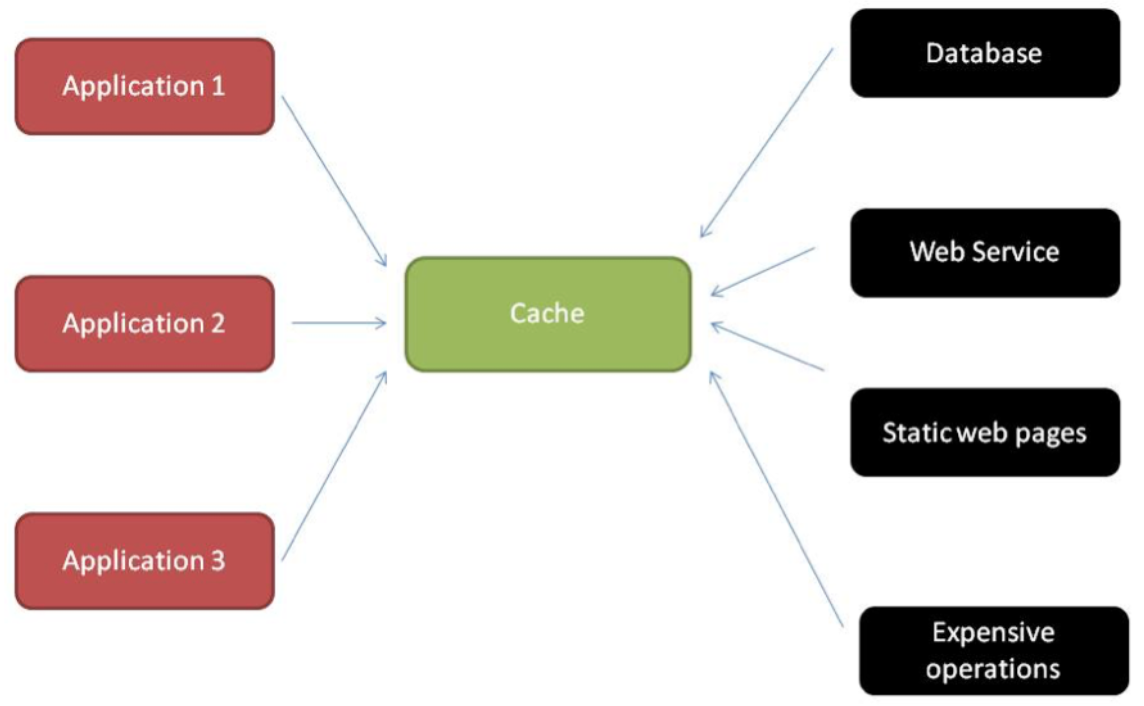 Application 1
Application 2
Application 3
Cache
Database
Web Service
Static web pages
Expensive
operations